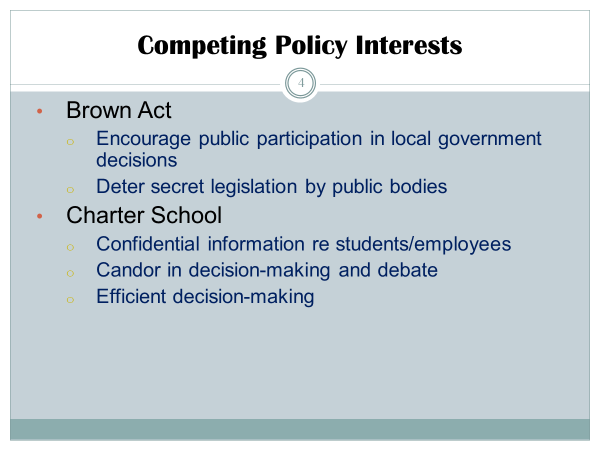 Competing Policy Interests
4
• Brown Act
o Encourage public participation in local government
decisions
o Deter secret legislation by public bodies
• Charter School
o Confidential information re students/employees
o Candor in decision-making and debate
o Efficient decision-making